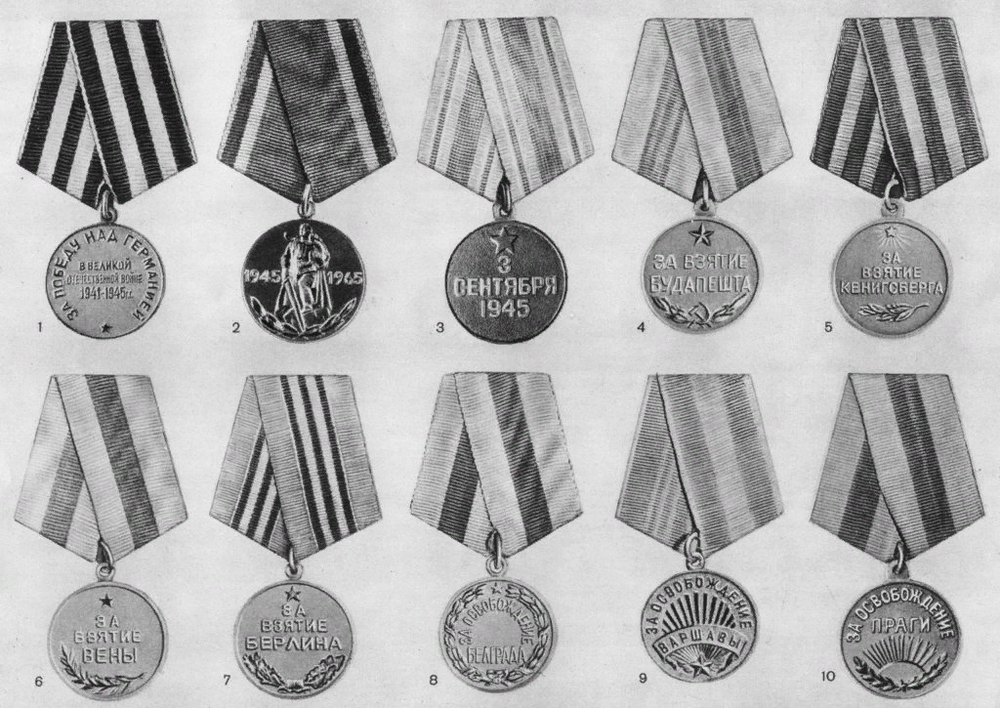 ЗА ПОБЕДУ НАД ГЕРМАНИЕЙ
В ВЕЛИКОЙ
ОТЕЧЕСТВЕННОЙ ВОЙНЕ
1941-1945гг.
1
1945 1965
2
3
СЕНТЯБРЯ
1945
3
ЗА ВЗЯТИЕ
БУДАПЕШТА
4
ЗА
ВЗЯТИЕ
КЕНИГСБЕРГА
5
ЗА
ВЗЯТИЕ
ВЕНЫ
6
ЗА
ВЗЯТИЕ
БЕРЛИНА
7
ЗА ОСВОБОЖДЕНИЕ
БЕЛГРАДА
8
ЗА ОСВОБОЖДЕНИЕ
ВАРШАВЫ
9
ЗА ОСВОБОЖДЕНИЕ
ПРАГИ
10